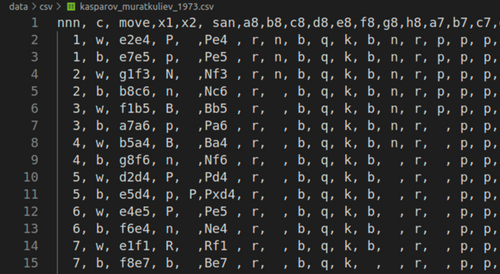 data > csv > kasparov_muratkuliev_1973.csv
1 nnn, c, move,x1,x2, san,a8,b8,c8,d8,e8,f8,g8,h8,a7,b7,c7,
2 1, w, e2e4, P, ,Pe4 , r, n, b, q, k, b, n, r, p, p, p,
3 1, b, e7e5, p, ,Pe5 , r, n, b, q, k, b, n, r, p, p, p,
4 2, w, g1f3, N, ,Nf3 , r, n, b, q, k, b, n, r, p, p, p,
5 2, b, b8c6, n, ,Nc6 , r, , b, q, k, b, n, r, p, p, p,
6 3, w, f1b5, B, ,Bb5 , r, , b, q, k, b, n, r, p, p, p,
7 3, b, a7a6, p, ,Pa6 , r, , b, q, k, b, n, r, , p, p,
8 4, w, b5a4, B, ,Ba4 , r, , b, q, k, b, n, r, , p, p,
9 4, b, g8f6, n, ,Nf6 , r, , b, q, k, b, , r, , p, p,
10 5, w, d2d4, P, ,Pd4 , r, , b, q, k, b, , r, , p, p,
11 5, b, e5d4, p, P,Pxd4, r, , b, q, k, b, , r, , p, p,
12 6, w, e4e5, P, ,Pe5 , r, , b, q, k, b, , r, , p, p,
13 6, b, f6e4, n, ,Ne4 , r, , b, q, k, b, , r, , p, p,
14 7, w, e1f1, R, ,Rf1 , r, , b, q, k, b, , r, , p, p,
15 7, b, f8e7, b, ,Be7 , r, , b, q, k, , , r, , p, p,